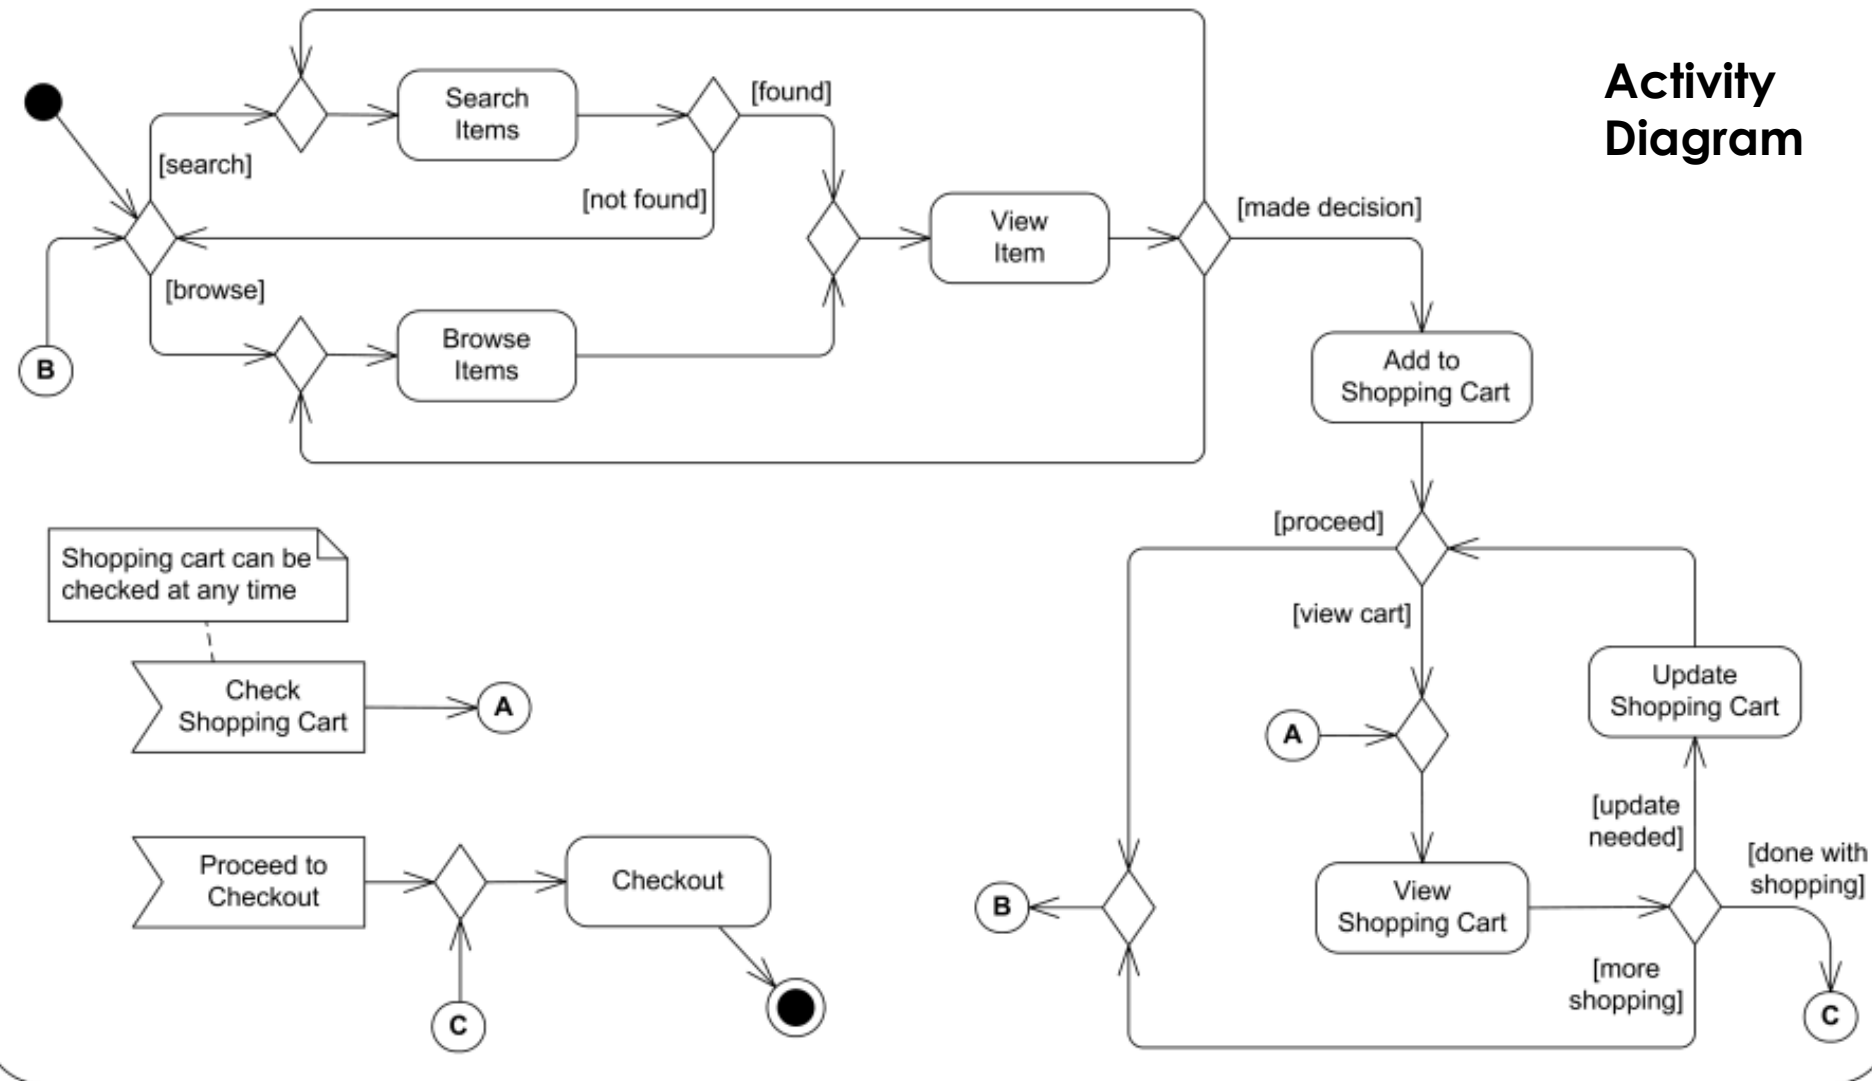 Activity
Diagram
Search
Items
[found]
[search]
[not found]
View
Item
[made decision]
[browse]
Browse
Items
B
Add to
Shopping Cart
[proceed]
Shopping cart can be
checked at any time
[view cart]
Check
Shopping Cart
A
A
Update
Shopping Cart
[update
needed]
[done with
shopping]
Proceed to
Checkout
Checkout
B
View
Shopping Cart
[more
shopping]
C
C